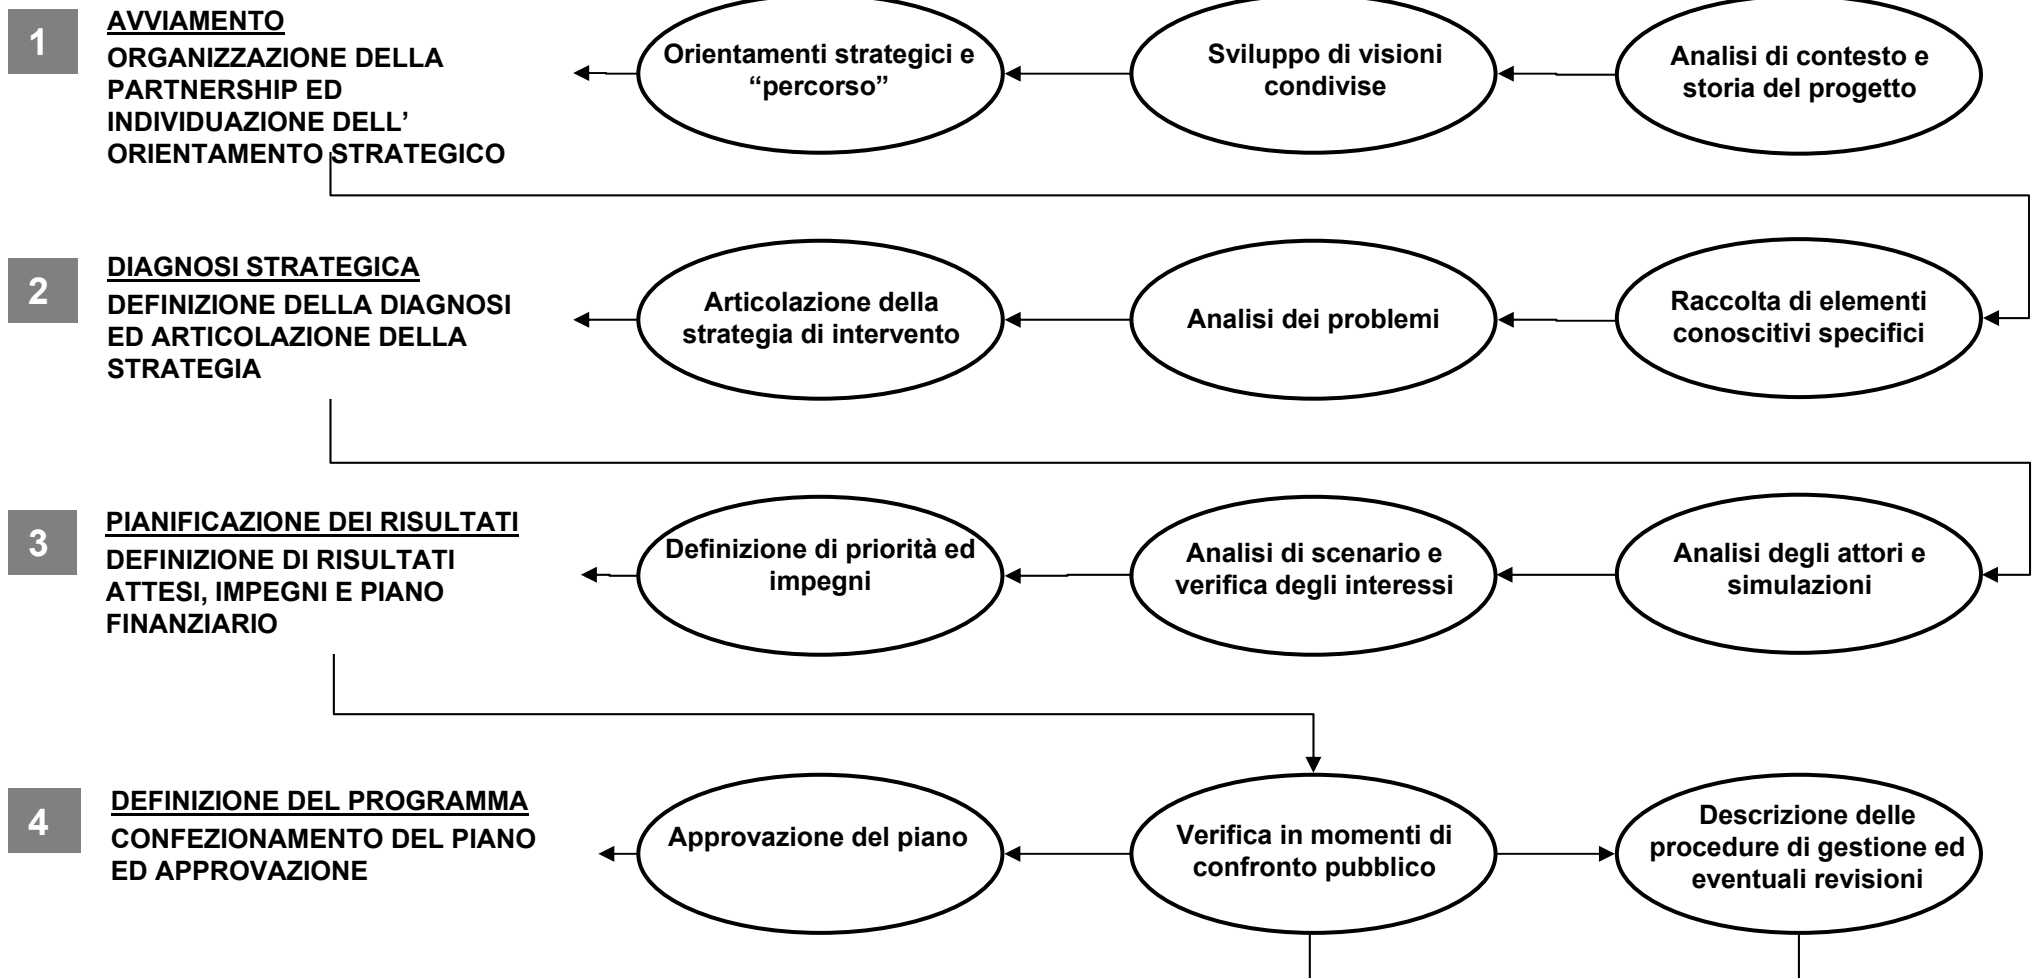 1
AVVIAMENTO
ORGANIZZAZIONE DELLA
PARTNERSHIP ED
INDIVIDUAZIONE DELL’
ORIENTAMENTO STRATEGICO
Orientamenti strategici e
“percorso”
Sviluppo di visioni
condivise
Analisi di contesto e
storia del progetto
2
DIAGNOSI STRATEGICA
DEFINIZIONE DELLA DIAGNOSI
ED ARTICOLAZIONE DELLA
STRATEGIA
Articolazione della
strategia di intervento
Analisi dei problemi
Raccolta di elementi
conoscitivi specifici
3
PIANIFICAZIONE DEI RISULTATI
DEFINIZIONE DI RISULTATI
ATTESI, IMPEGNI E PIANO
FINANZIARIO
Definizione di priorità ed
impegni
Analisi di scenario e
verifica degli interessi
Analisi degli attori e
simulazioni
4
DEFINIZIONE DEL PROGRAMMA
CONFEZIONAMENTO DEL PIANO
ED APPROVAZIONE
Approvazione del piano
Verifica in momenti di
confronto pubblico
Descrizione delle
procedure di gestione ed
eventuali revisioni